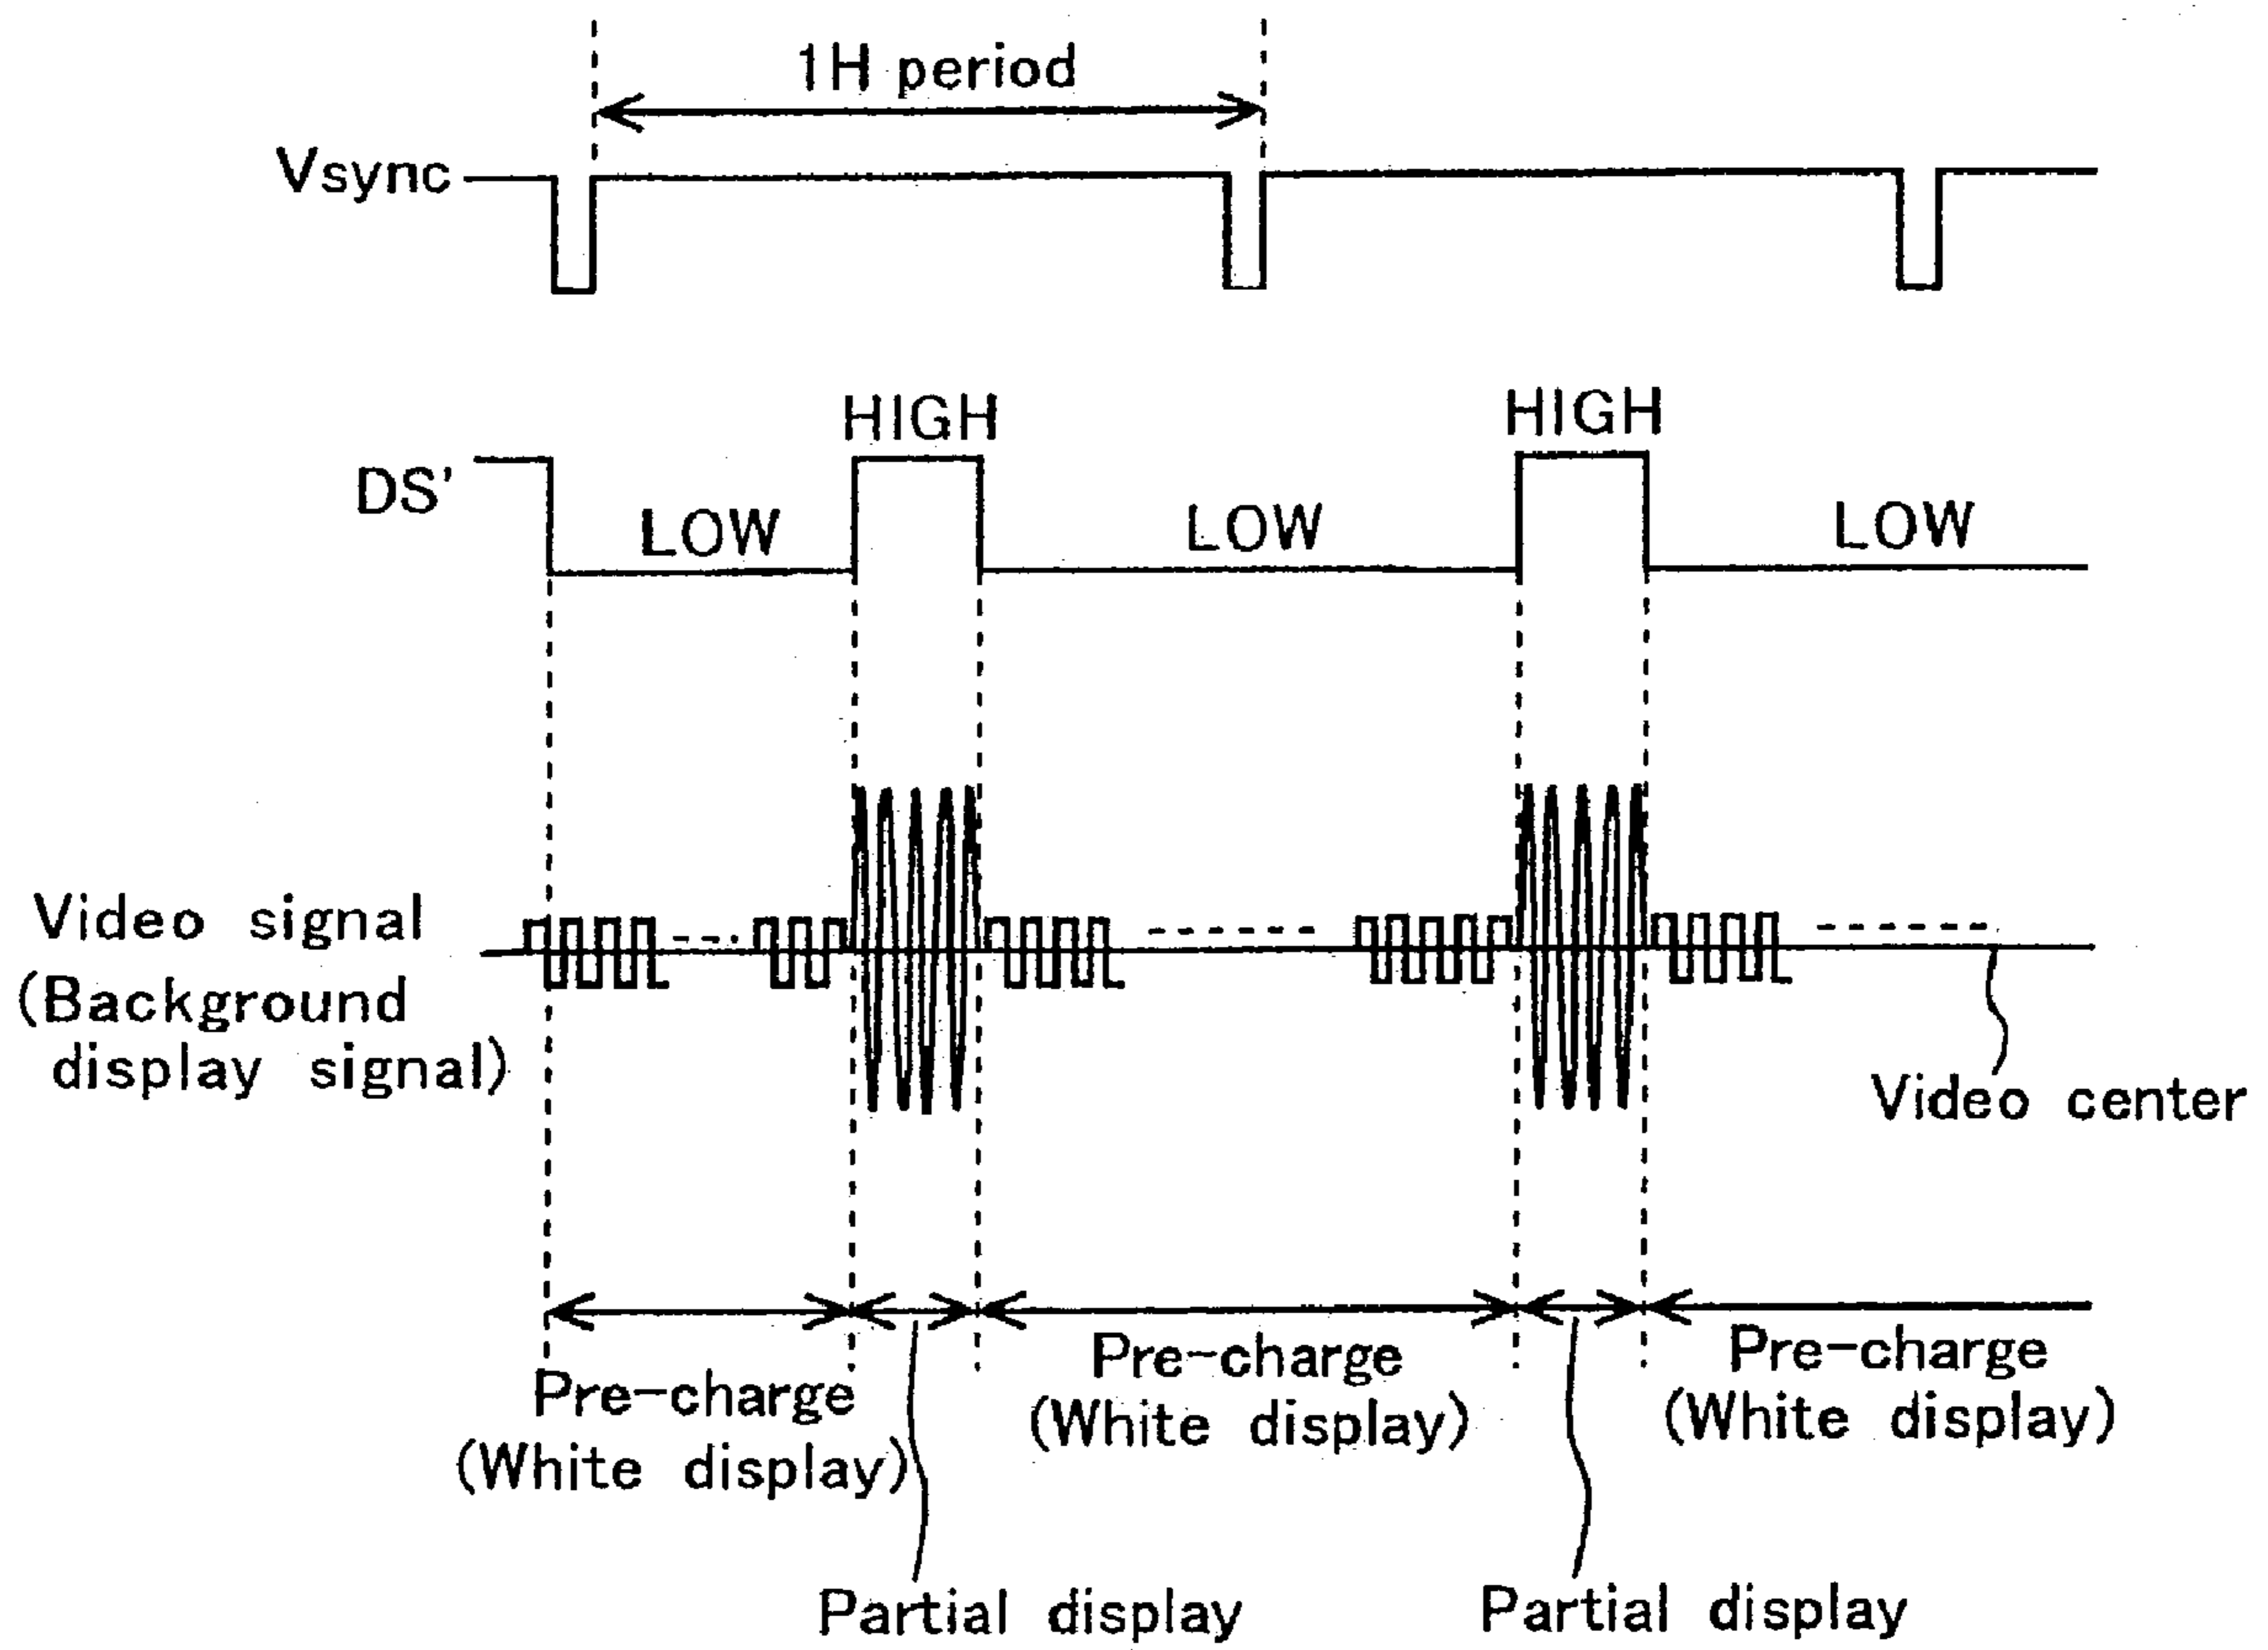 1H period
Vsync
HIGH
HIGH
DS'
LOW
LOW
LOW
Video signal
(Background
display signal)
Video center
Pre-charge
(White display)
Pre-charge
(White display)
Pre-charge
(White display)
Partial display
Partial display